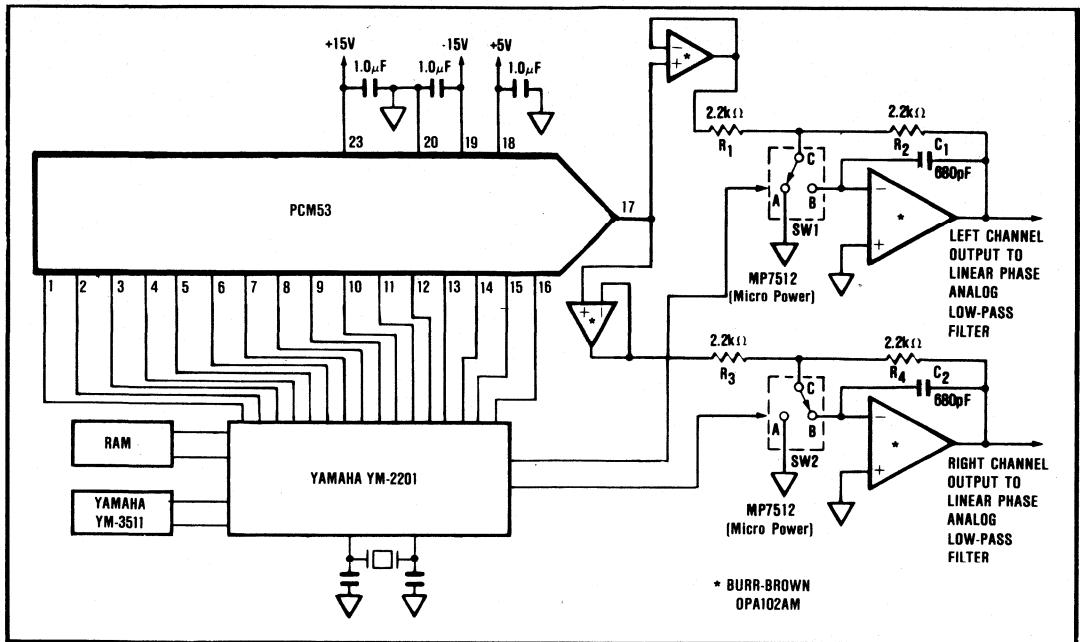 +15V
-15V
+5V
1.0μF
1.0μF
1.0μF
23
20
19
18
PCM53
17
1
2
3
4
5
6
7
8
9
10
11
12
13
14
15
16
RAM
YAMAHA
YM-3511
YAMAHA YM-2201
−
+
*
+
−
*
2.2kΩ
R1
2.2kΩ
R2
C1
680pF
C
A
B
SW1
−
+
*
MP7512
(Micro Power)
LEFT CHANNEL
OUTPUT TO
LINEAR PHASE
ANALOG
LOW-PASS
FILTER
2.2kΩ
R3
2.2kΩ
R4
C2
680pF
C
A
B
SW2
−
+
*
MP7512
(Micro Power)
RIGHT CHANNEL
OUTPUT TO
LINEAR PHASE
ANALOG
LOW-PASS
FILTER
* BURR-BROWN
OPA102AM